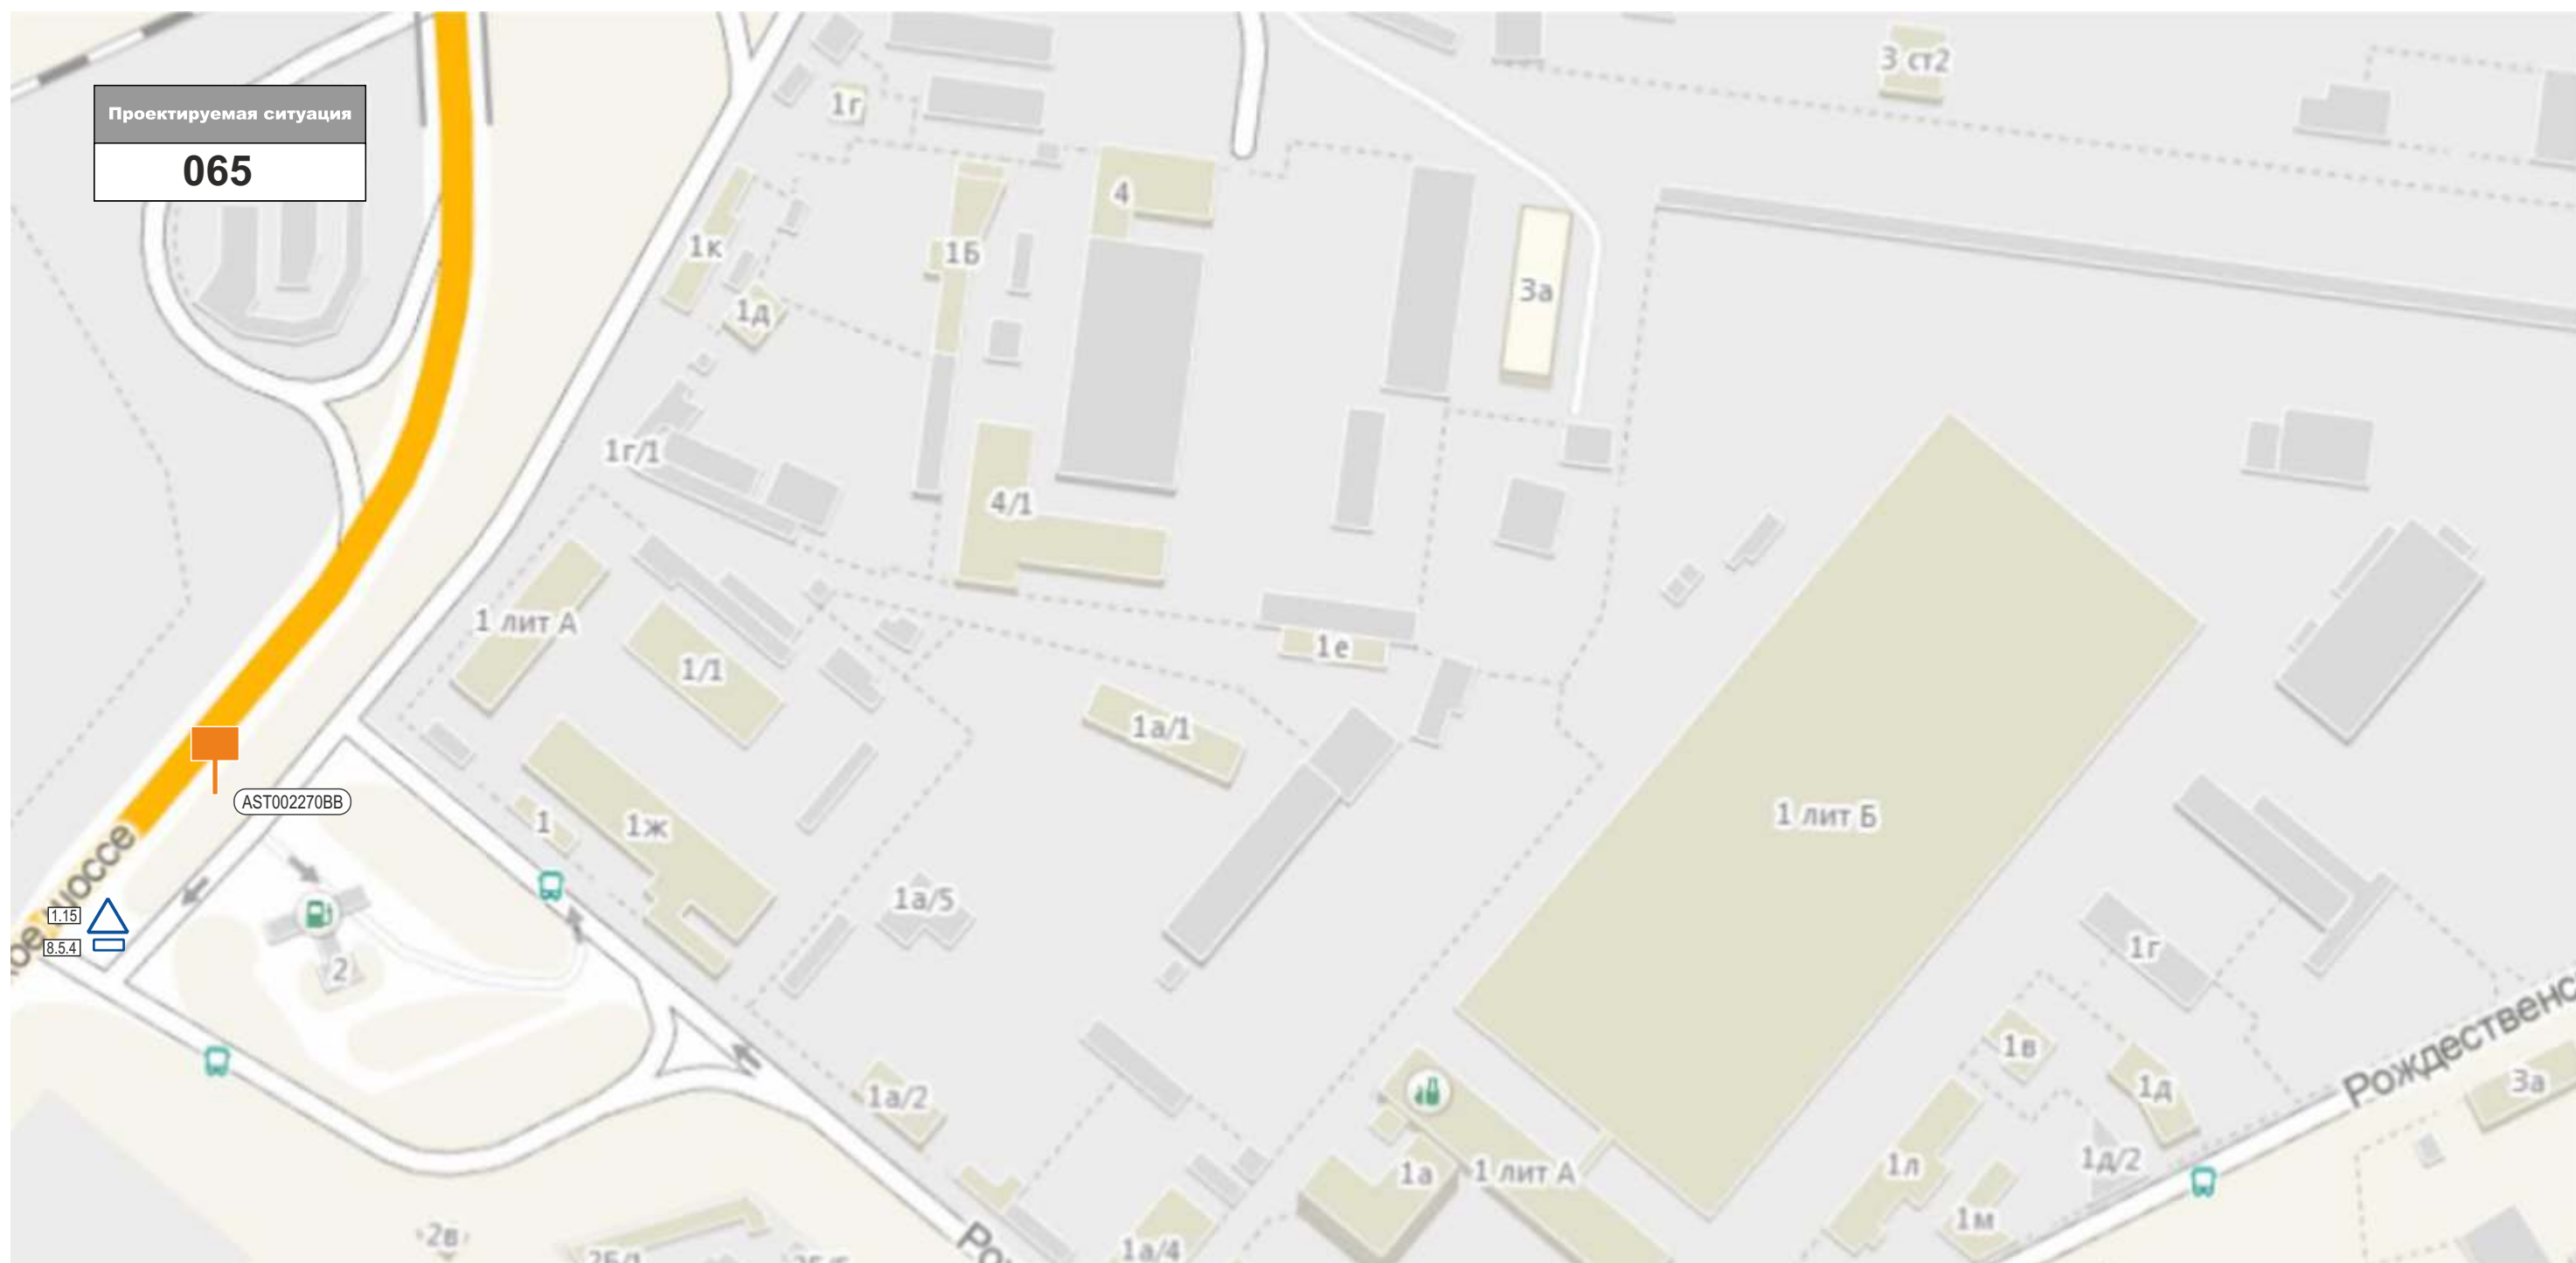 Проектируемая ситуация
065
3 ст2
1г
4
1к
1Б
3а
1д
1г/1
4/1
1 лит А
1е
1/1
1а/1
AST002270BB
1 лит Б
1
1ж
шоссе
1а/5
1.15
8.5.4
2
1г
1в
1д
Рождественс
3а
1а/2
1а
1 лит А
1л
1д/2
1м
2в
1а/4